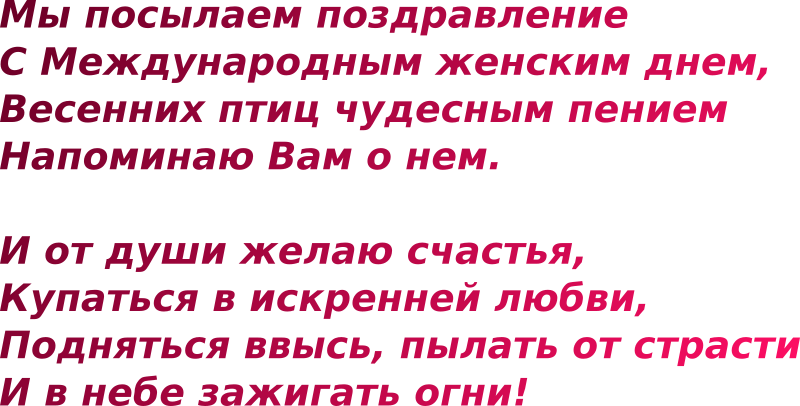 Мы посылаем поздравление
С Международным женским днем,
Весенних птиц чудесным пением
Напоминаю Вам о нем.

И от души желаю счастья,
Купаться в искренней любви,
Подняться ввысь, пылать от страсти
И в небе зажигать огни!